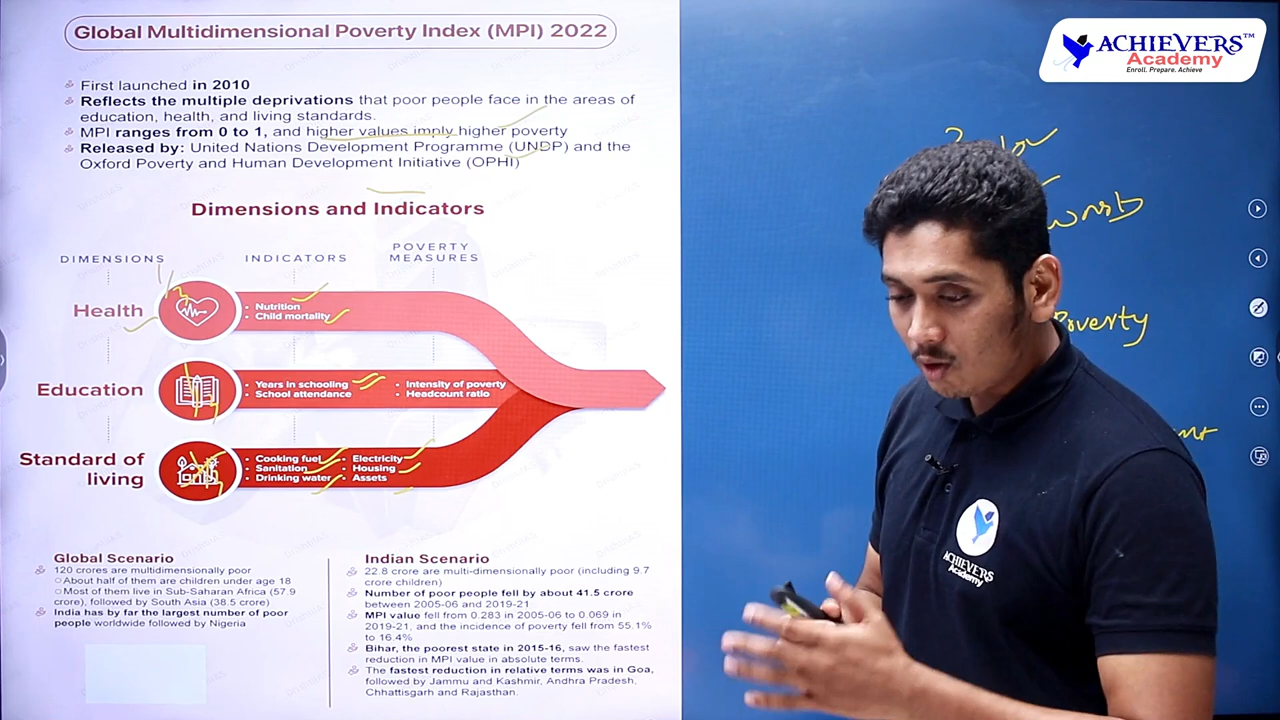 Global Multidimensional Poverty Index (MPI) 2022
First launched in 2010
Reflects the multiple deprivations that poor people face in the areas of
education, health, and living standards.
MPI ranges from 0 to 1, and higher values imply higher poverty
Released by: United Nations Development Programme (UNDP) and the
Oxford Poverty and Human Development Initiative (OPHI)
Dimensions and Indicators
DIMENSIONS
INDICATORS
POVERTY
MEASURES
Health
Nutrition
Child mortality
Education
Years in schooling
School attendance
Intensity of poverty
Headcount ratio
Standard of
living
Cooking fuel
Sanitation
Drinking water
Electricity
Housing
Assets
Global Scenario
120 crores are multidimensionally poor
About half of them are children under age 18
Most of them live in Sub-Saharan Africa (57.9
crore), followed by South Asia (38.5 crore)
India has by far the largest number of poor
people worldwide followed by Nigeria
Indian Scenario
22.8 crore are multi-dimensionally poor (including 9.7
crore children)
Number of poor people fell by about 41.5 crore
between 2005-06 and 2019-21
MPI value fell from 0.283 in 2005-06 to 0.069 in
2019-21, and the incidence of poverty fell from 55.1%
to 16.4%
Bihar, the poorest state in 2015-16, saw the fastest
reduction in MPI value in absolute terms.
The fastest reduction in relative terms was in Goa,
followed by Jammu and Kashmir, Andhra Pradesh,
Chhattisgarh and Rajasthan.
ACHIEVERS™
Academy
Enroll. Prepare. Achieve
Poverty
ACHIEVERS
Academy